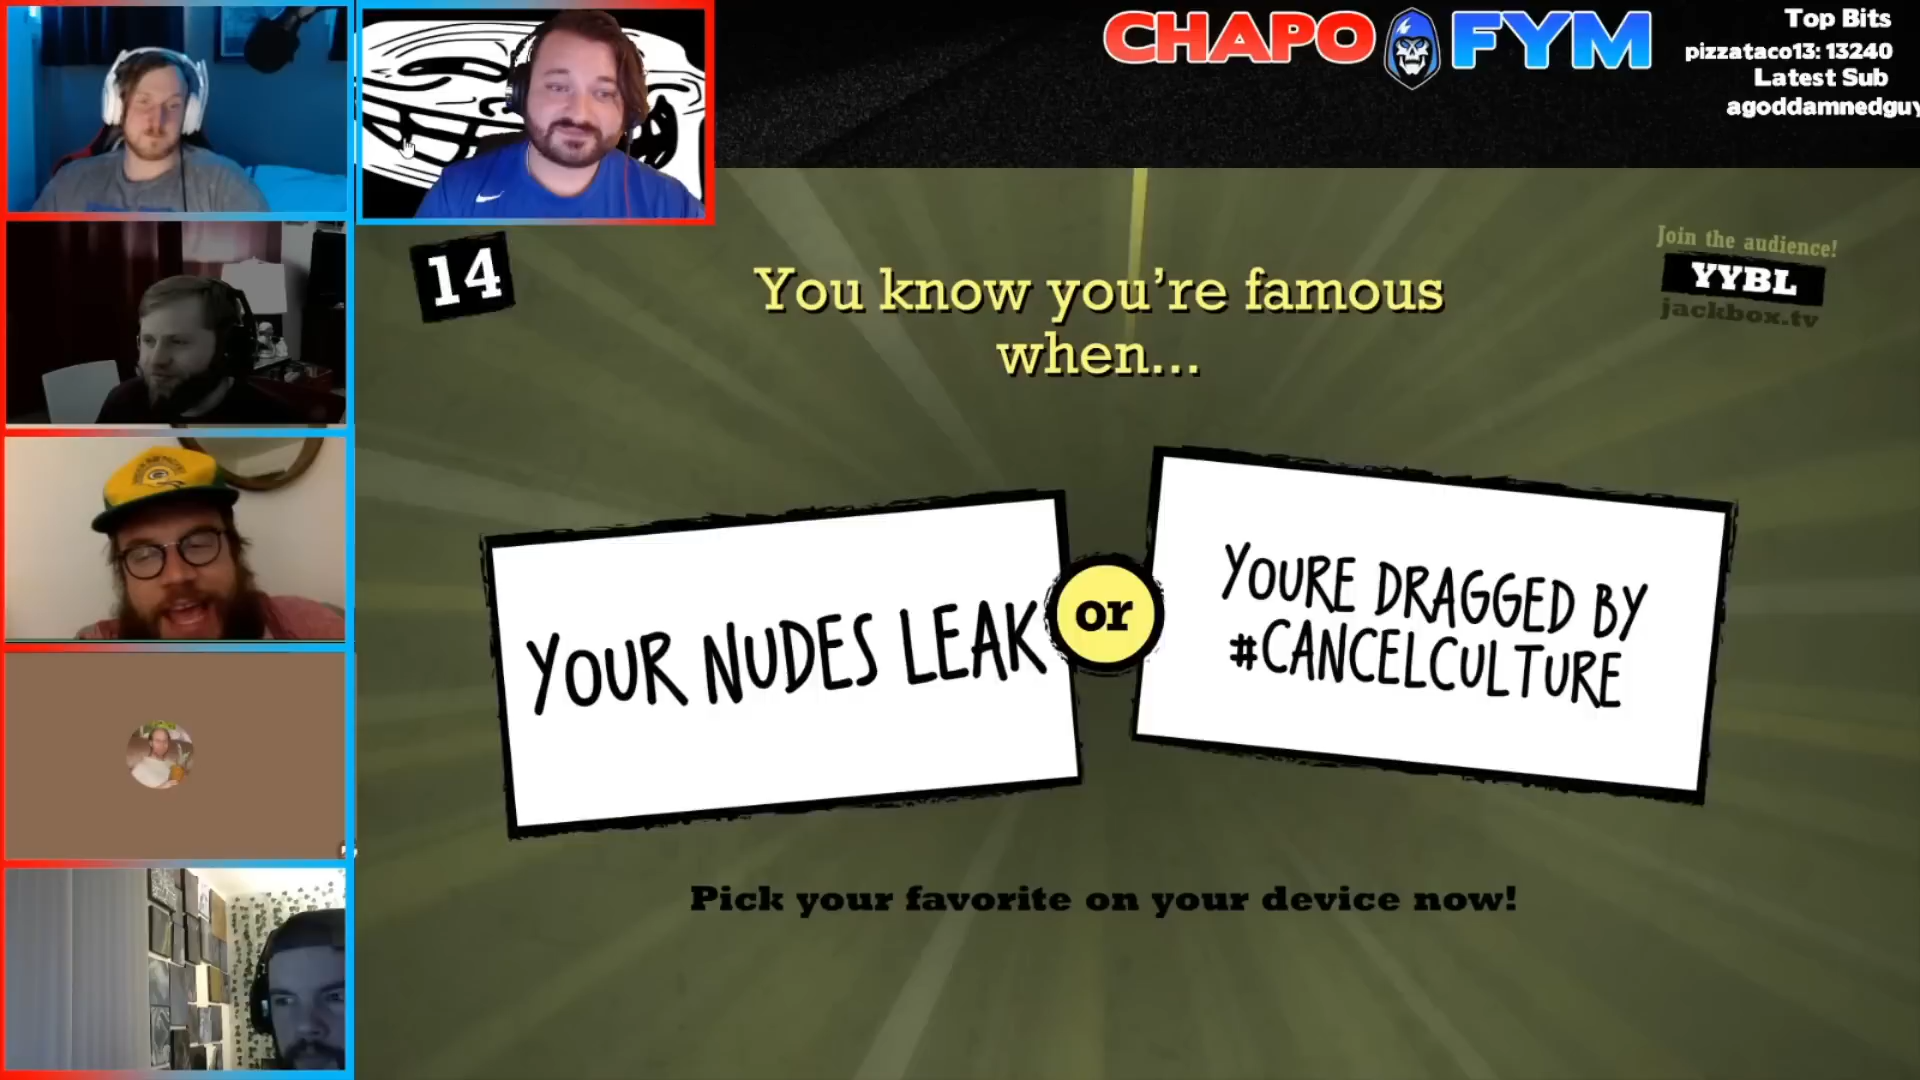 CHAPO FYM
Top Bits
pizzataco13: 13240
Latest Sub
agoddamnedguy
14
You know you're famous
when...
Join the audience!
YYBL
jackbox.tv
YOUR NUDES LEAK
or
YOURE DRAGGED BY
#CANCELCULTURE
Pick your favorite on your device now!